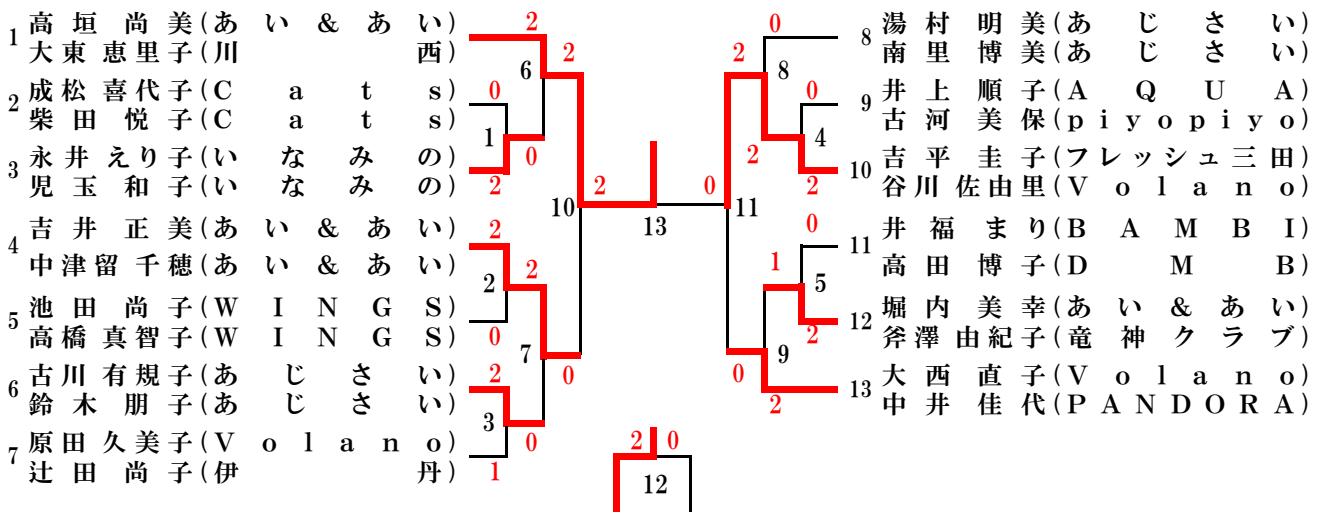 1 高垣尚美(あい&あい)
大東恵里子(川西)
2 成松喜代子(Cats)
柴田悦子(Cats)
3 永井えり子(いなみの)
児玉和子(いなみの)
4 吉井正美(あい&あい)
中津留千穂(あい&あい)
5 池田尚子(WINGS)
高橋真智子(WINGS)
6 古川有規子(あじさい)
鈴木朋子(あじさい)
7 原田久美子(Volano)
辻田尚子(伊丹)
2
6
2
0
1
0
2
2
2
2
0
7
0
2
3
0
1
10
2
13
0
2 0
12
0
2
8
0
4
2
2
11
0
1
5
2
0
9
2
8 湯村明美(あじさい)
南里博美(あじさい)
9 井上順子(AQUA)
古河美保(piyopiyo)
10 吉平圭子(フレッシュ三田)
谷川佐由里(Volano)
11 井福まり(BAMBI)
高田博子(DMB)
12 堀内美幸(あい&あい)
斧澤由紀子(竜神クラブ)
13 大西直子(Volano)
中井佳代(PANDORA)